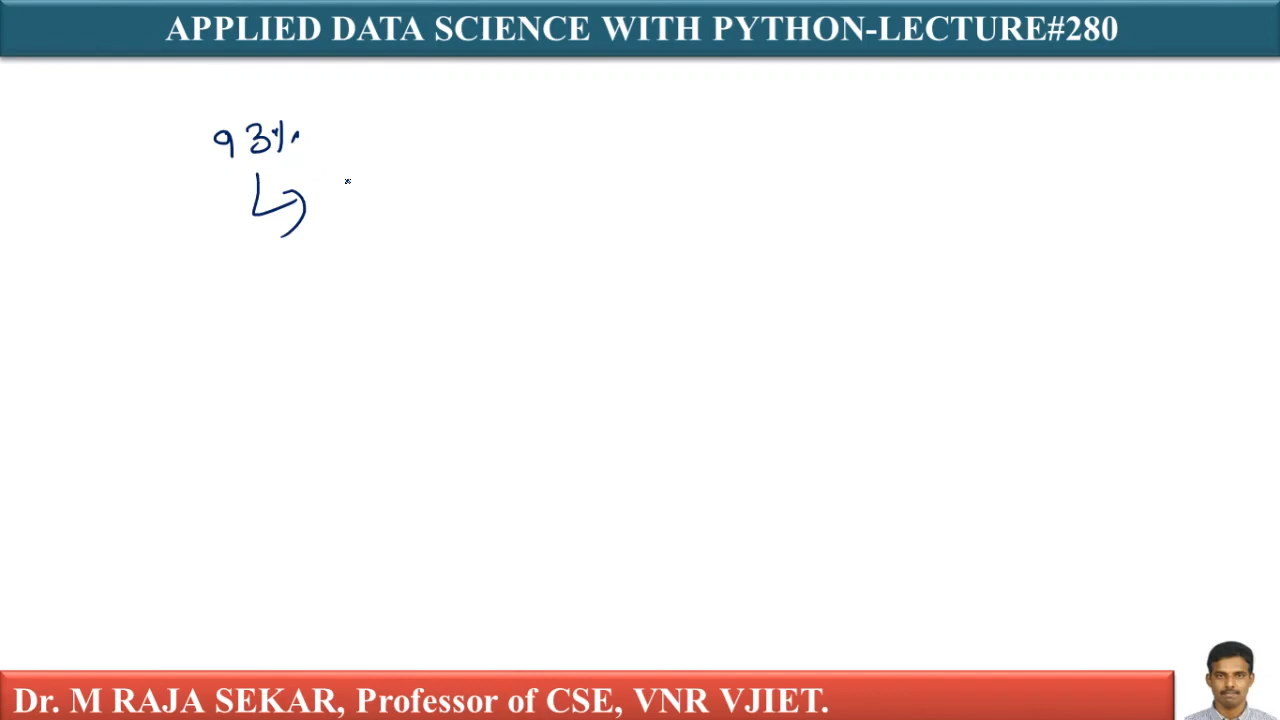 APPLIED DATA SCIENCE WITH PYTHON-LECTURE#280
93%
Dr. M RAJA SEKAR, Professor of CSE, VNR VJIET.